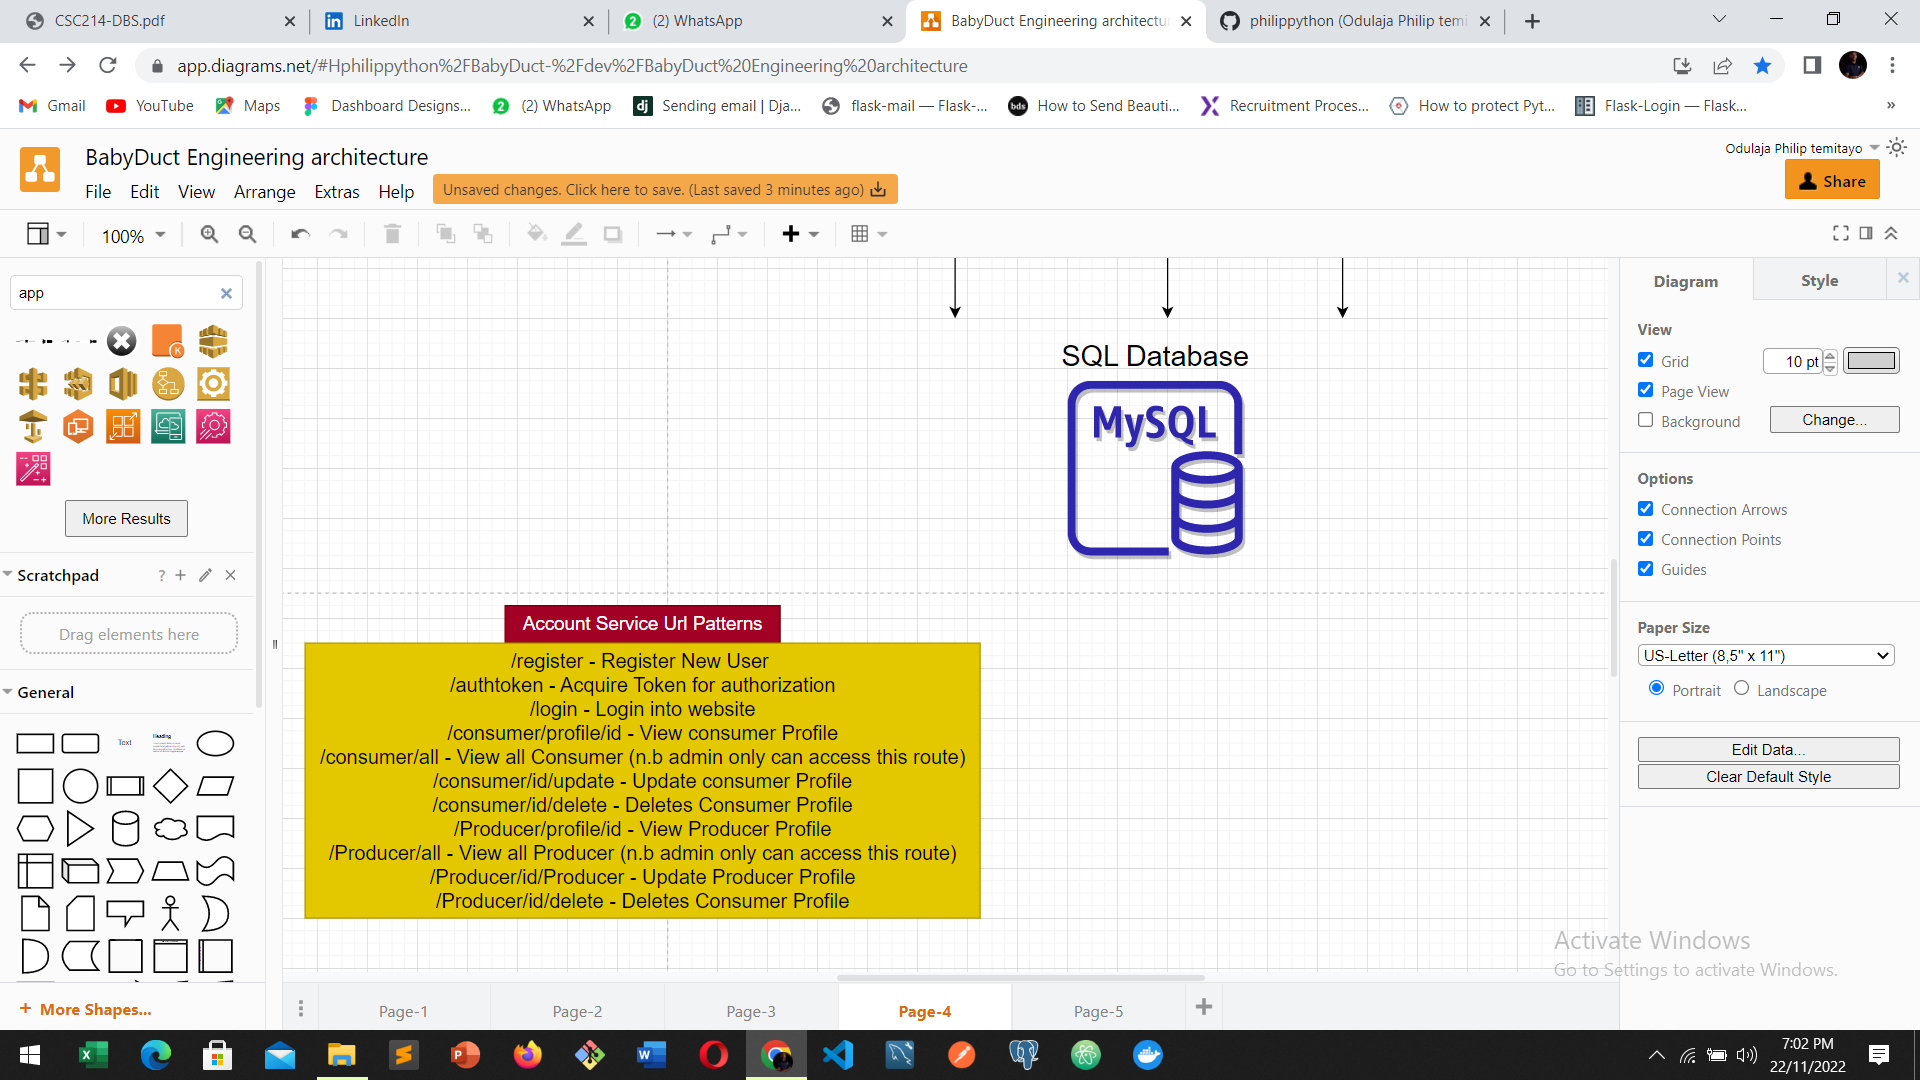 CSC214-DBS.pdf
LinkedIn
(2) WhatsApp
BabyDuct Engineering architectu
philippython (Odulaja Philip temi
app.diagrams.net/#Hphilippython%2FBabyDuct-%2Fdev%2FBabyDuct%20Engineering%20architecture
Gmail
YouTube
Maps
Dashboard Designs...
(2) WhatsApp
Sending email | Dja...
flask-mail — Flask-...
How to Send Beauti...
Recruitment Proces...
How to protect Pyt...
Flask-Login — Flask...
BabyDuct Engineering architecture
Odulaja Philip temitayo
File Edit View Arrange Extras Help
Unsaved changes. Click here to save. (Last saved 3 minutes ago)
Share
100%
app
More Results
Scratchpad
?
Drag elements here
General
Text
Heading
More Shapes...
SQL Database
MySQL
Account Service Url Patterns
/register - Register New User
/authtoken - Acquire Token for authorization
/login - Login into website
/consumer/profile/id - View consumer Profile
/consumer/all - View all Consumer (n.b admin only can access this route)
/consumer/id/update - Update consumer Profile
/consumer/id/delete - Deletes Consumer Profile
/Producer/profile/id - View Producer Profile
/Producer/all - View all Producer (n.b admin only can access this route)
/Producer/id/Producer - Update Producer Profile
/Producer/id/delete - Deletes Consumer Profile
Diagram
Style
View
Grid
10 pt
Page View
Background
Change...
Options
Connection Arrows
Connection Points
Guides
Paper Size
US-Letter (8,5" x 11")
Portrait
Landscape
Edit Data...
Clear Default Style
Activate Windows
Go to Settings to activate Windows.
Page-1
Page-2
Page-3
Page-4
Page-5
7:02 PM
22/11/2022